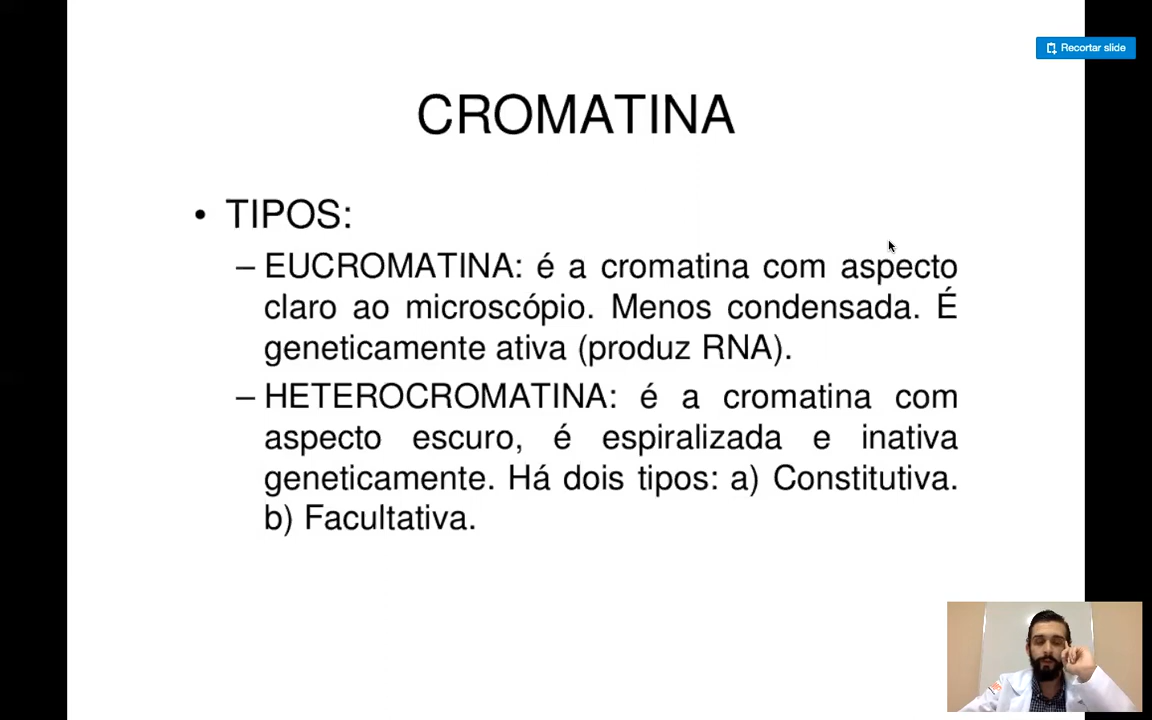 Recortar slide
CROMATINA
• TIPOS:
– EUCROMATINA: é a cromatina com aspecto
claro ao microscópio. Menos condensada. É
geneticamente ativa (produz RNA).
– HETEROCROMATINA: é a cromatina com
aspecto escuro, é espiralizada e inativa
geneticamente. Há dois tipos: a) Constitutiva.
b) Facultativa.